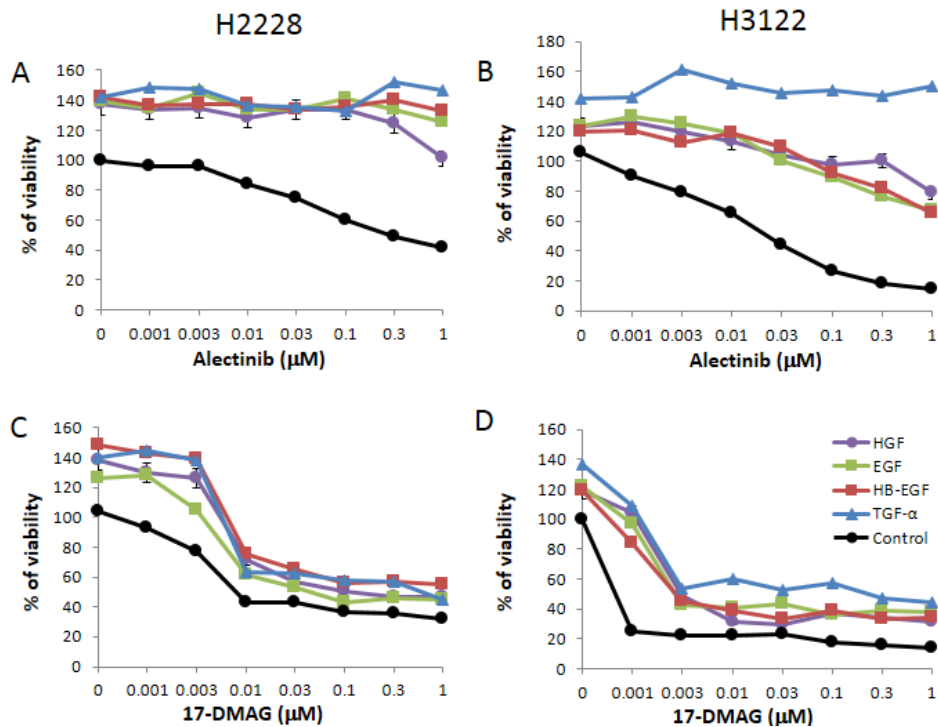 H2228
H3122
A
% of viability
160
140
120
100
80
60
40
20
0
0 0.001 0.003 0.01 0.03 0.1 0.3 1
Alectinib (µM)
B
% of viability
180
160
140
120
100
80
60
40
20
0
0 0.001 0.003 0.01 0.03 0.1 0.3 1
Alectinib (µM)
C
% of viability
160
140
120
100
80
60
40
20
0
0 0.001 0.003 0.01 0.03 0.1 0.3 1
17-DMAG (µM)
D
% of viability
160
140
120
100
80
60
40
20
0
0 0.001 0.003 0.01 0.03 0.1 0.3 1
17-DMAG (µM)
HGF
EGF
HB-EGF
TGF-α
Control